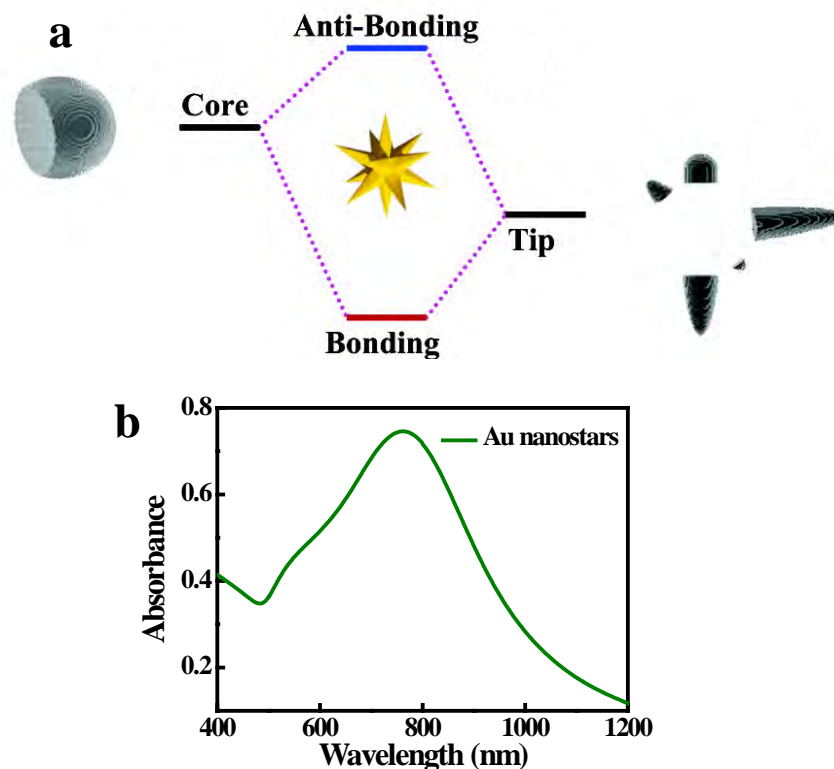 a
Anti-Bonding
Core
Tip
Bonding
b
0.8
Au nanostars
0.6
Absorbance
0.4
0.2
400 600 800 1000 1200
Wavelength (nm)